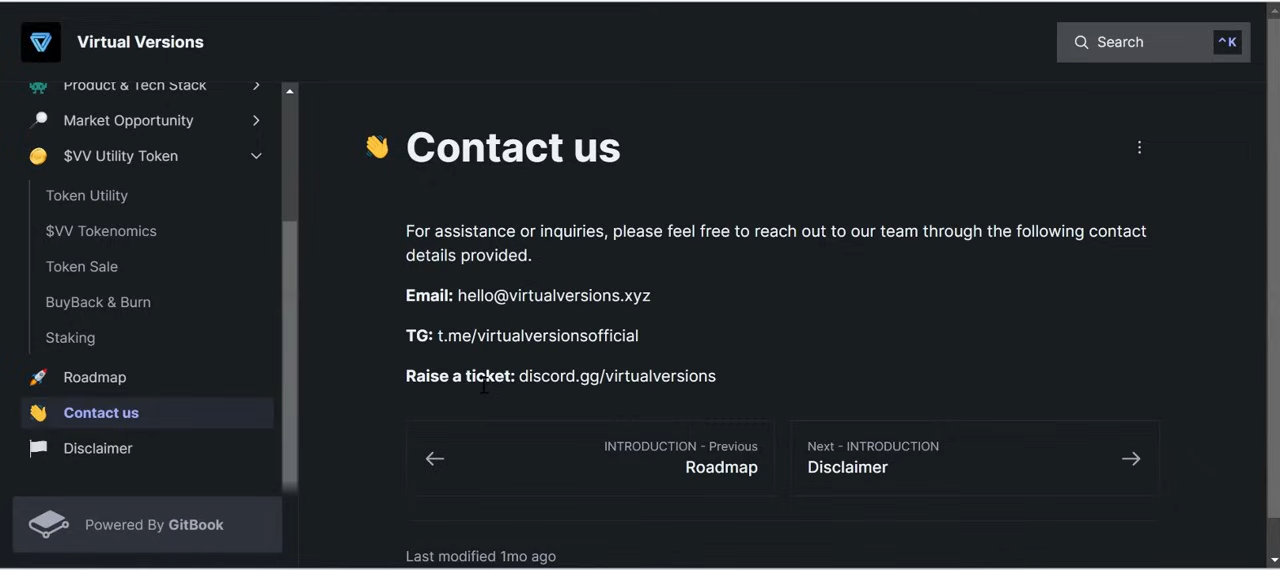 Virtual Versions
Search
^K
Product & Tech Stack
Market Opportunity
$VV Utility Token
Token Utility
$VV Tokenomics
Token Sale
BuyBack & Burn
Staking
Roadmap
Contact us
Disclaimer
Powered By GitBook
Contact us
For assistance or inquiries, please feel free to reach out to our team through the following contact
details provided.
Email: hello@virtualversions.xyz
TG: t.me/virtualversionsofficial
Raise a ticket: discord.gg/virtualversions
INTRODUCTION - Previous
Roadmap
Next - INTRODUCTION
Disclaimer
Last modified 1mo ago